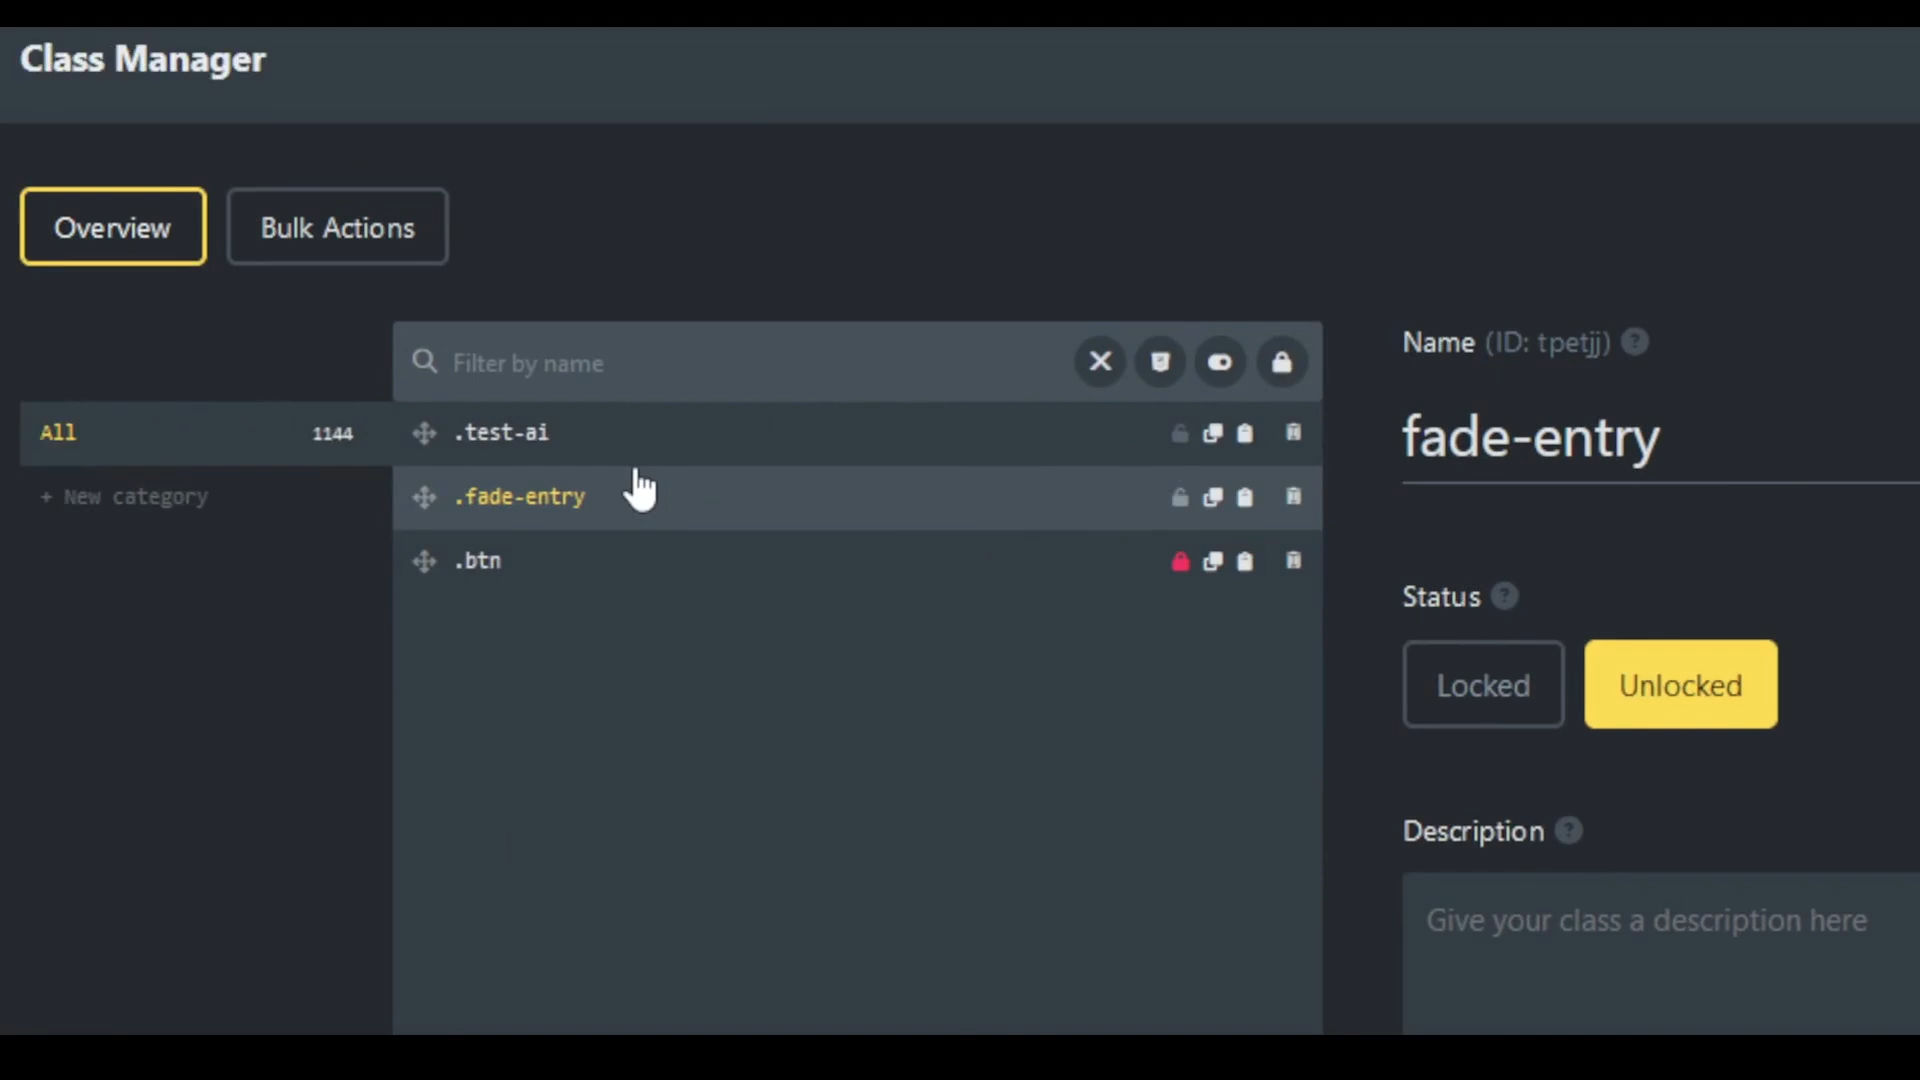 Class Manager
Overview
Bulk Actions
Filter by name
All 1144
+ New category
.test-ai
.fade-entry
.btn
Name (ID: tpetjj) ?
fade-entry
Status ?
Locked
Unlocked
Description ?
Give your class a description here